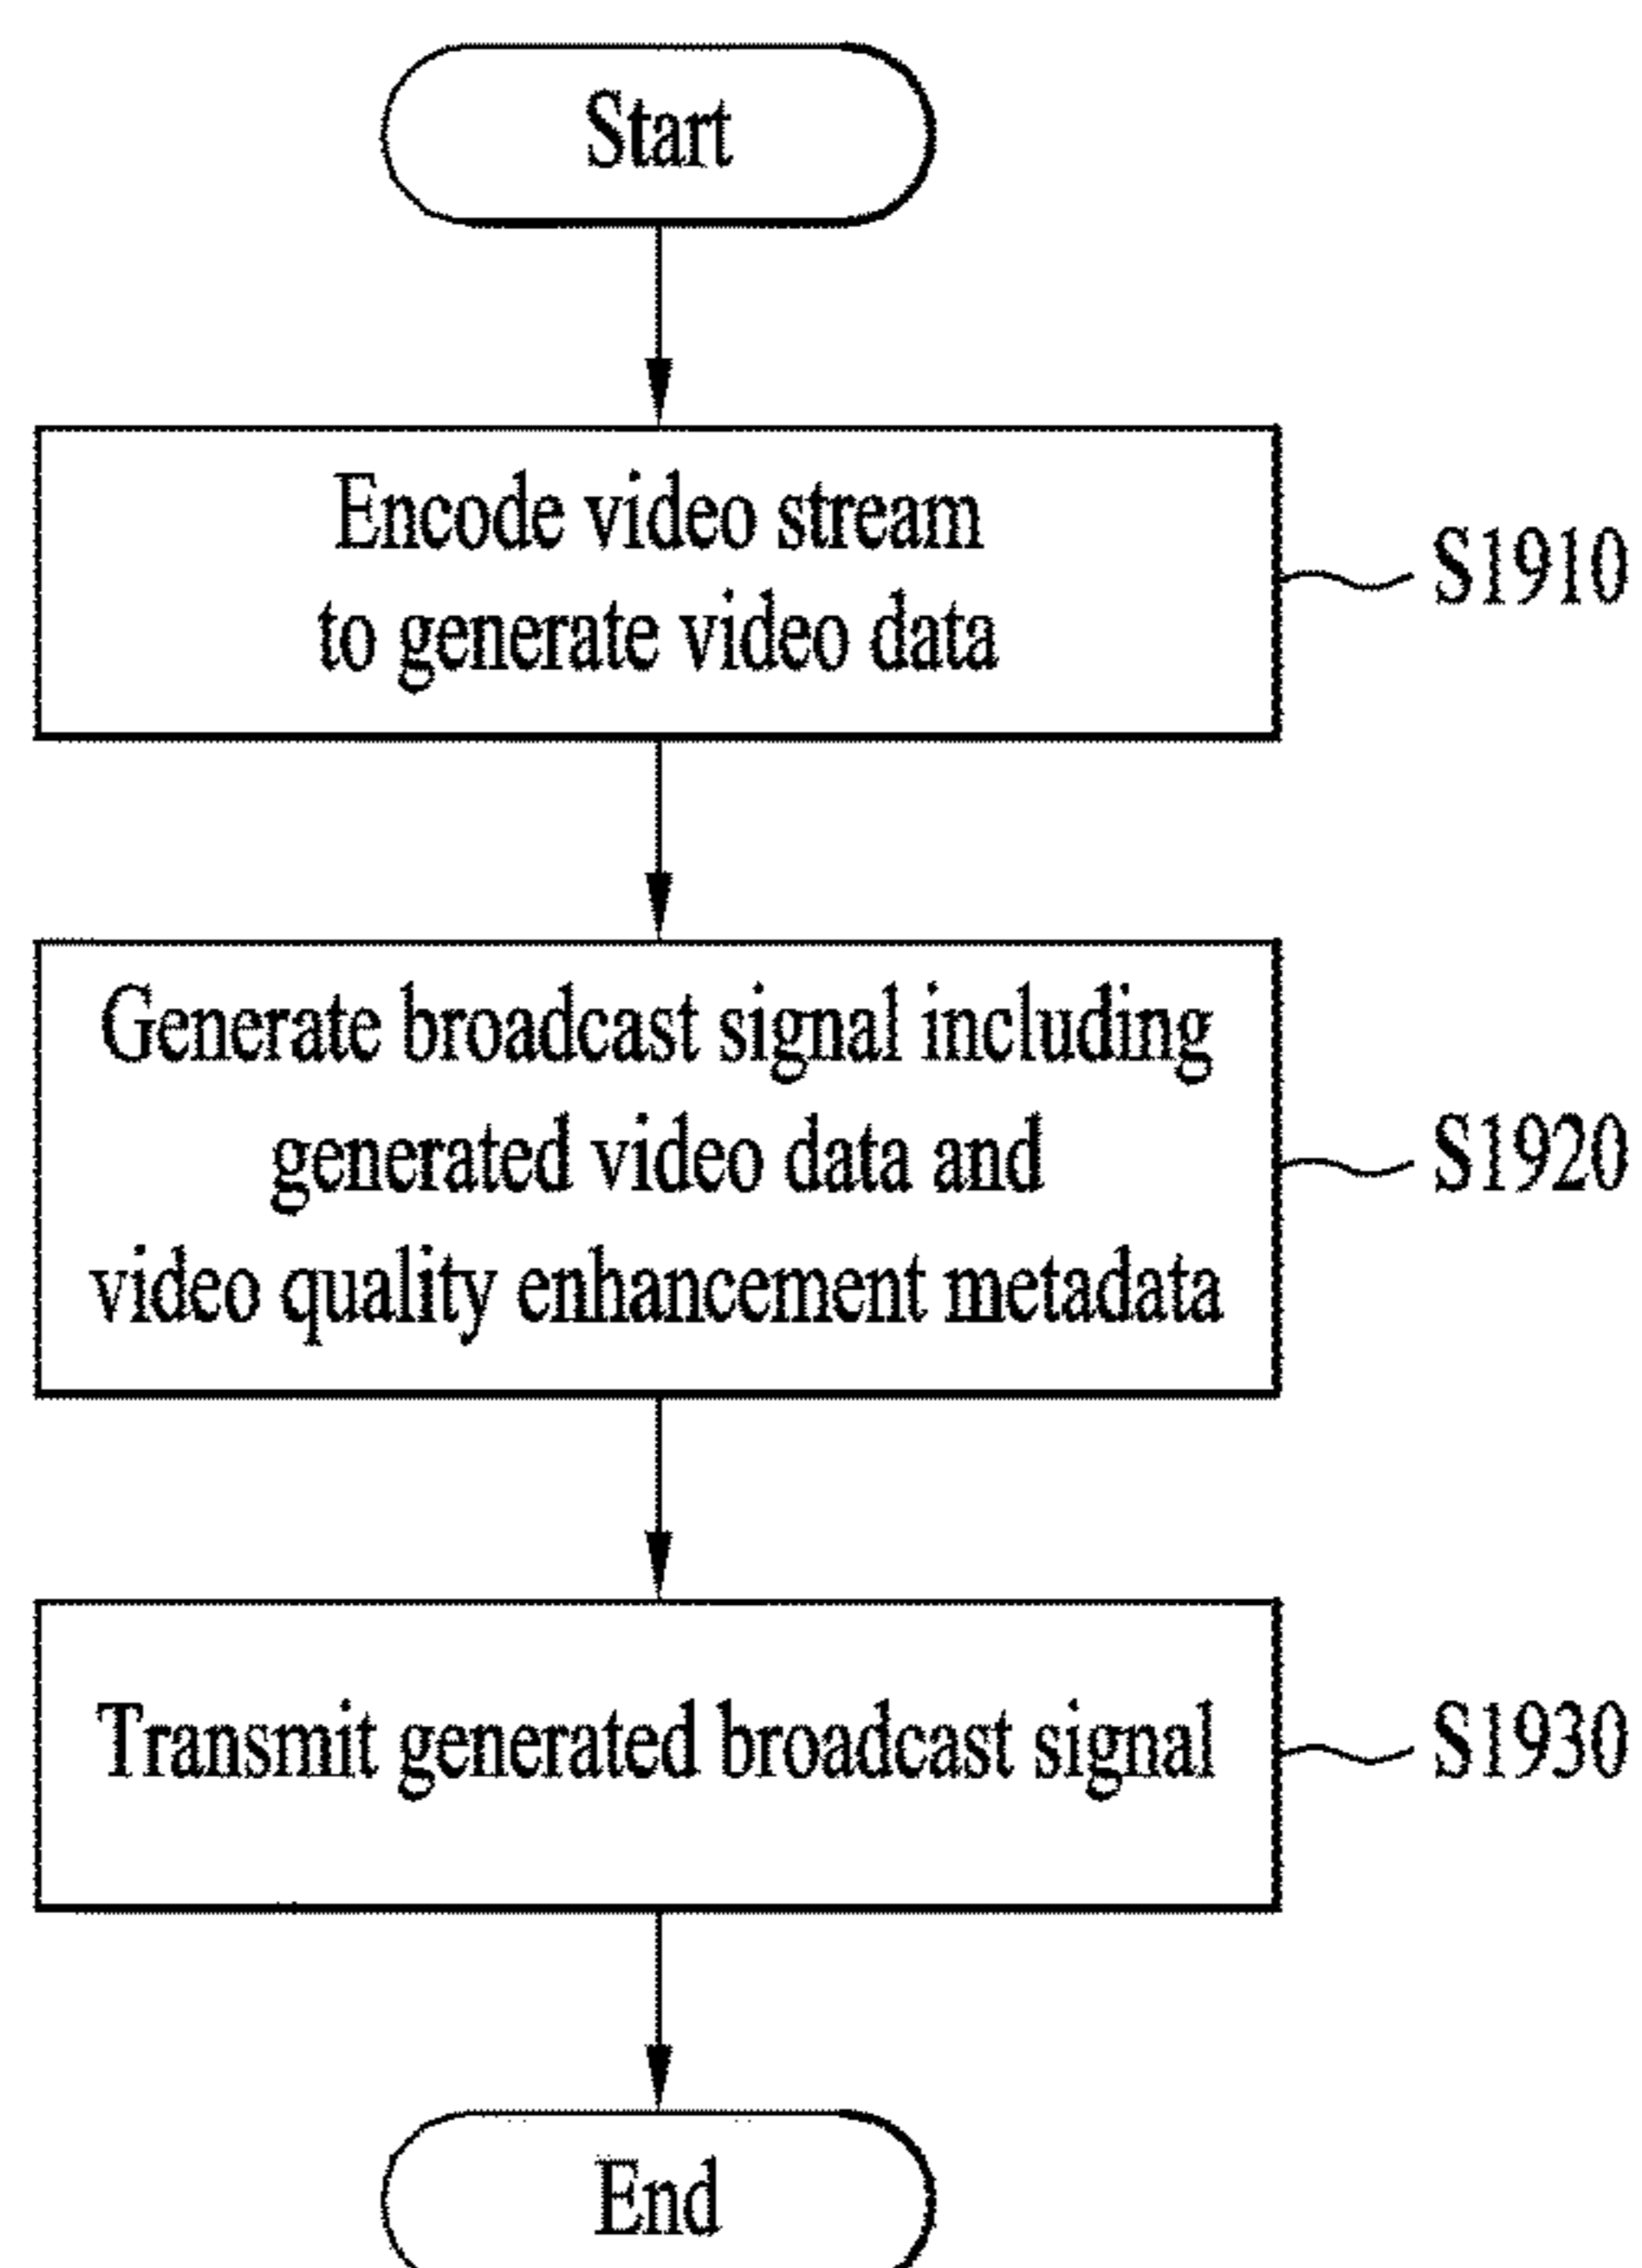 Start
Encode video stream
to generate video data
S1910
Generate broadcast signal including
generated video data and
video quality enhancement metadata
S1920
Transmit generated broadcast signal
S1930
End